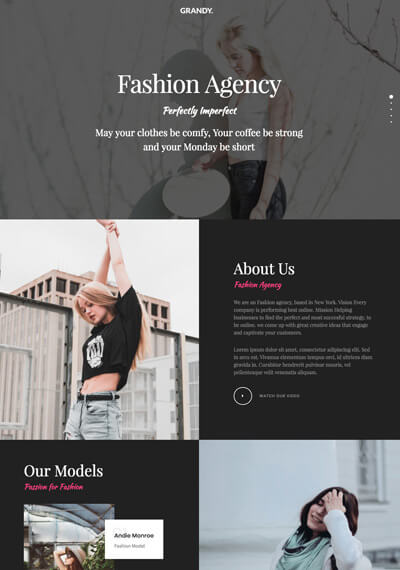 GRANDY.
Fashion Agency
Perfectly Imperfect
May your clothes be comfy, Your coffee be strong
and your Monday be short
About Us
Fashion Agency
We are an Fashion agency, based in New York. Vision Every
company is performing best online. Mission Helping
businesses to find the perfect and most succesful strategy, to
be online. we come up with great creative ideas that engage
and captivate your customers.
Lorem ipsum dolor sit amet, consectetur adipiscing elit. Sed
in arcu est. Vivamus elementum tempus orci, id ultrices diam
gravida in. Curabitur hendrerit pulvinar mauris, vel
pellentesque velit venenatis aliquam.
WATCH OUR VIDEO
Our Models
Passion for Fashion
Andie Monroe
Fashion Model